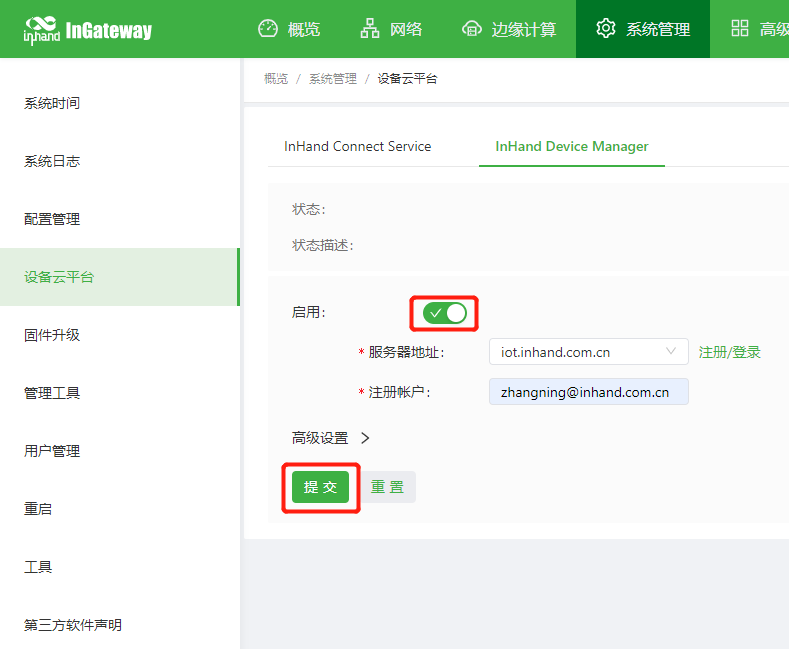 inhand InGateway 概览 网络 边缘计算 系统管理 高级
概览 / 系统管理 / 设备云平台
系统时间
系统日志
配置管理
设备云平台
固件升级
管理工具
用户管理
重启
工具
第三方软件声明
InHand Connect Service InHand Device Manager
状态:
状态描述:
启用:
* 服务器地址: iot.inhand.com.cn 注册/登录
* 注册帐户: zhangning@inhand.com.cn
高级设置
提 交 重 置